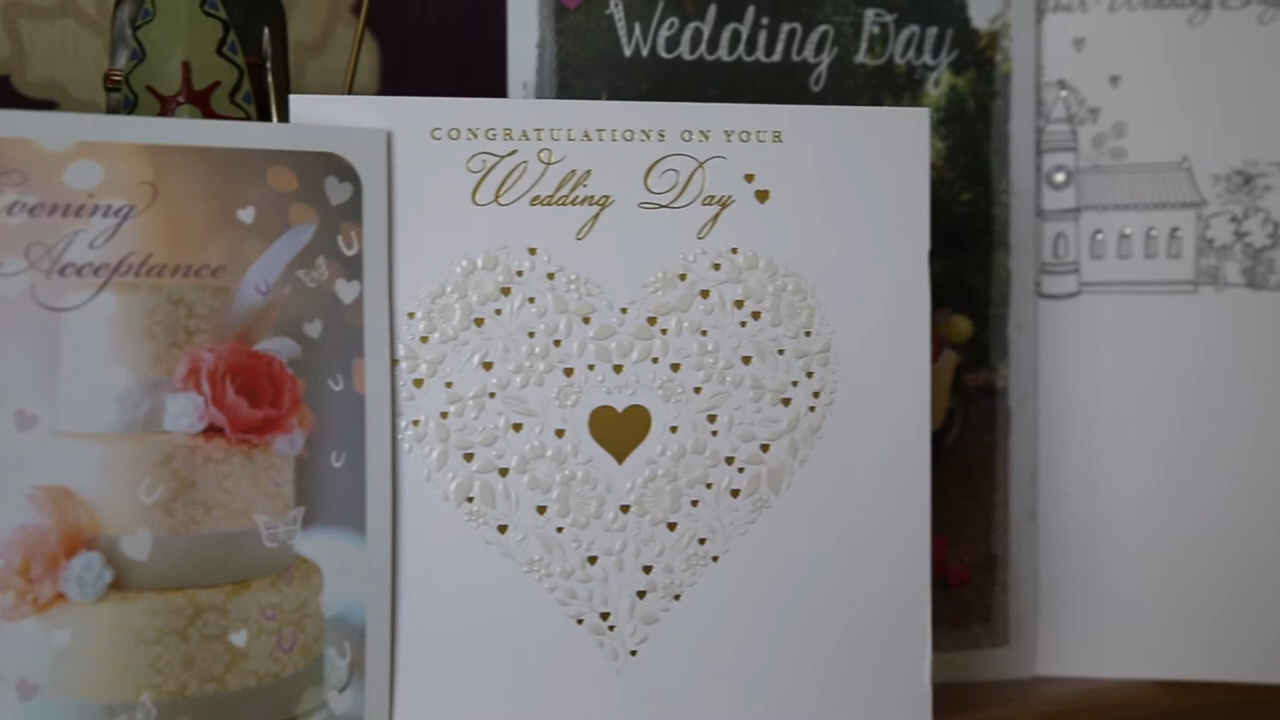 Wedding Day
CONGRATULATIONS ON YOUR
Wedding Day
Evening
Acceptance